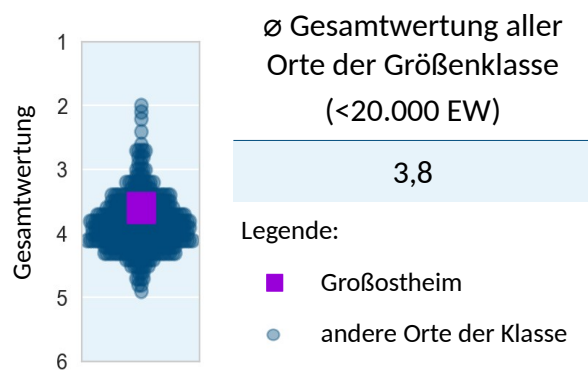 ø Gesamtwertung aller
Orte der Größenklasse
(<20.000 EW)
3,8
Legende:
Großostheim
andere Orte der Klasse
Gesamtwertung
1
2
3
4
5
6